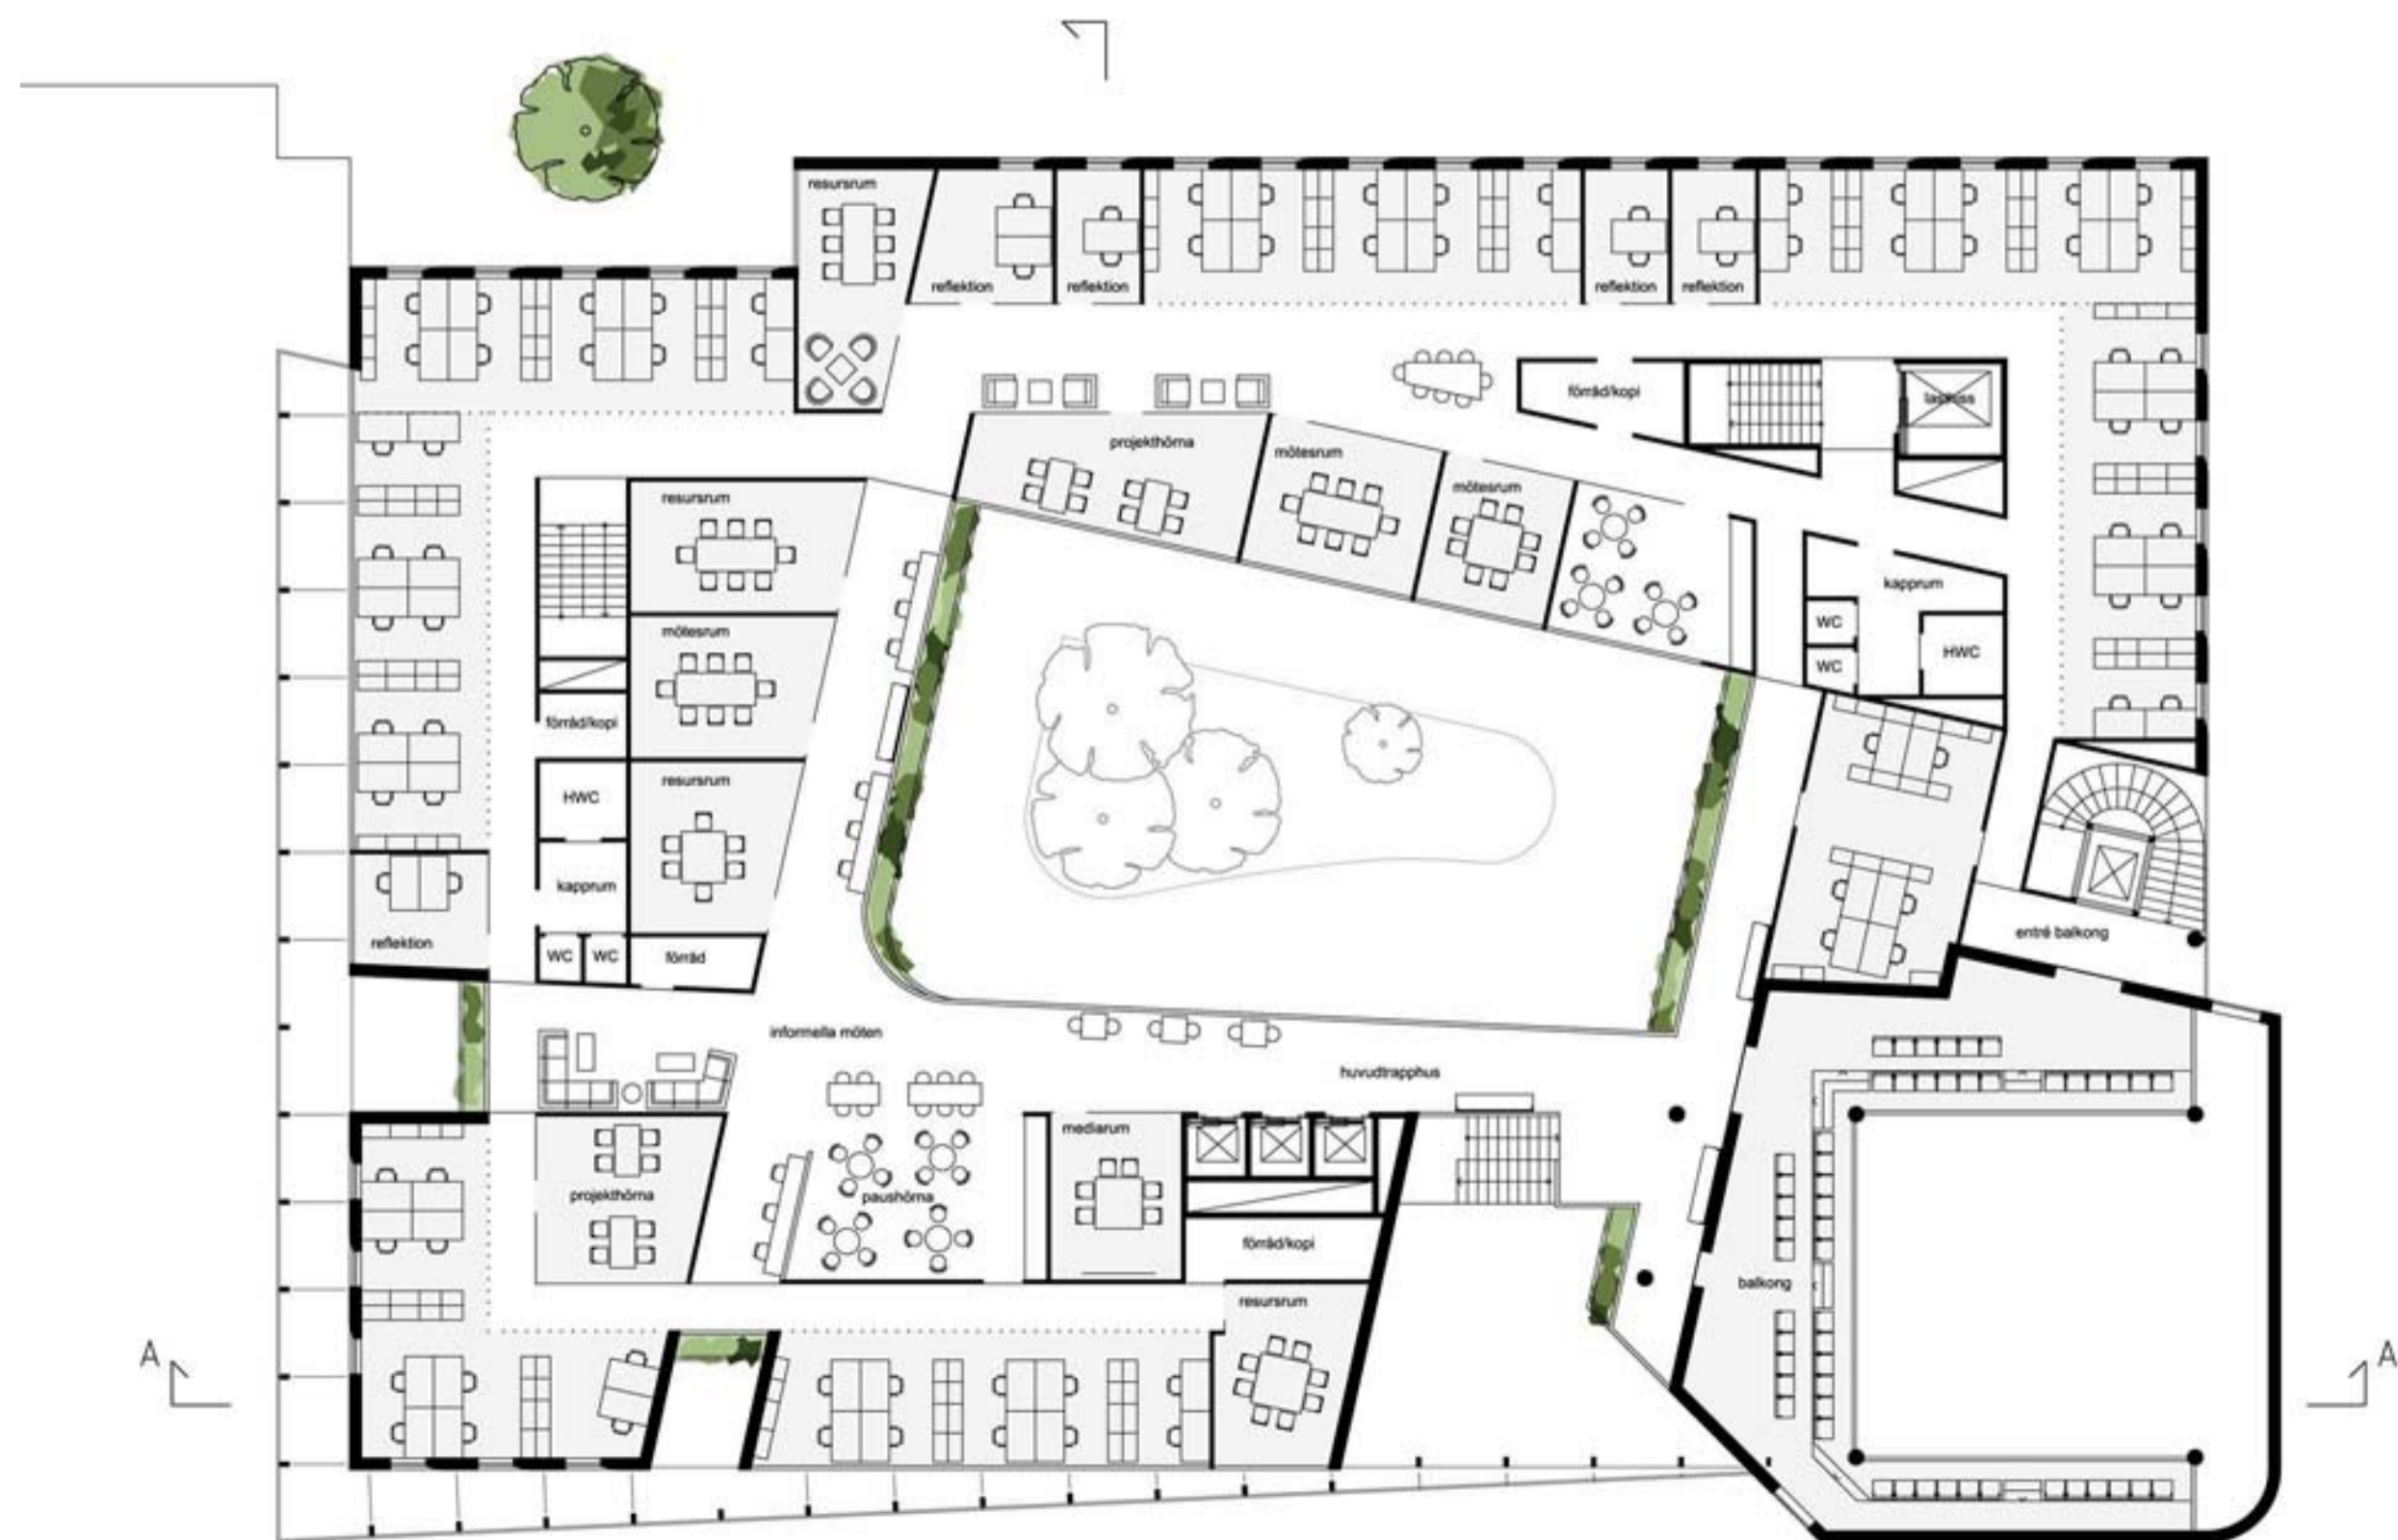 resursrum
reflektion
reflektion
reflektion
reflektion
förråd/kopi
lasthiss
projekthörna
mötesrum
mötesrum
resursrum
kapprum
WC
WC
HWC
mötesrum
förråd/kopi
resursrum
HWC
kapprum
reflektion
WC
WC
förråd
entré balkong
informella möten
huvudtrapphus
mediarum
projekthörna
paushörna
förråd/kopi
balkong
resursrum
A
A